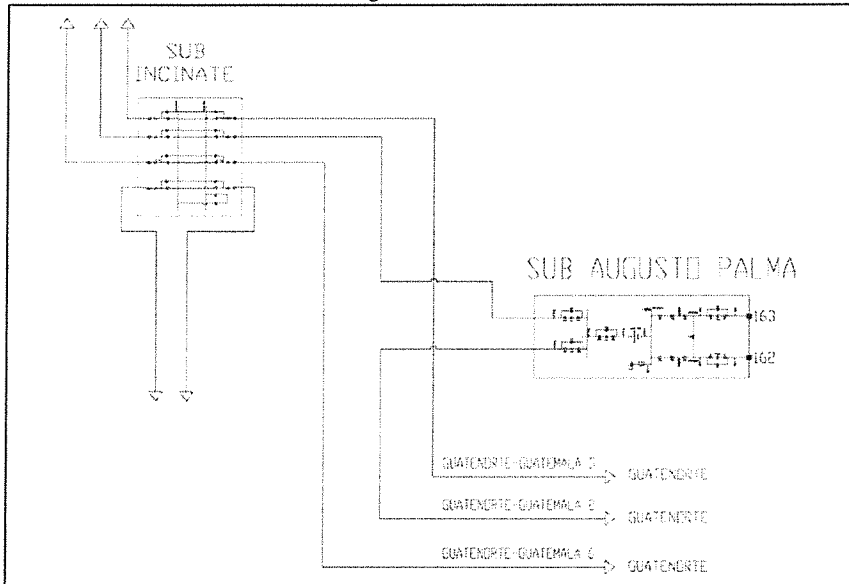 SUB
INCINATE
SUB AUGUSTO PALMA
163
162
GUATENORTE-GUATEMALA 3
GUATENORTE
GUATENORTE-GUATEMALA 2
GUATENORTE
GUATENORTE-GUATEMALA 6
GUATENORTE